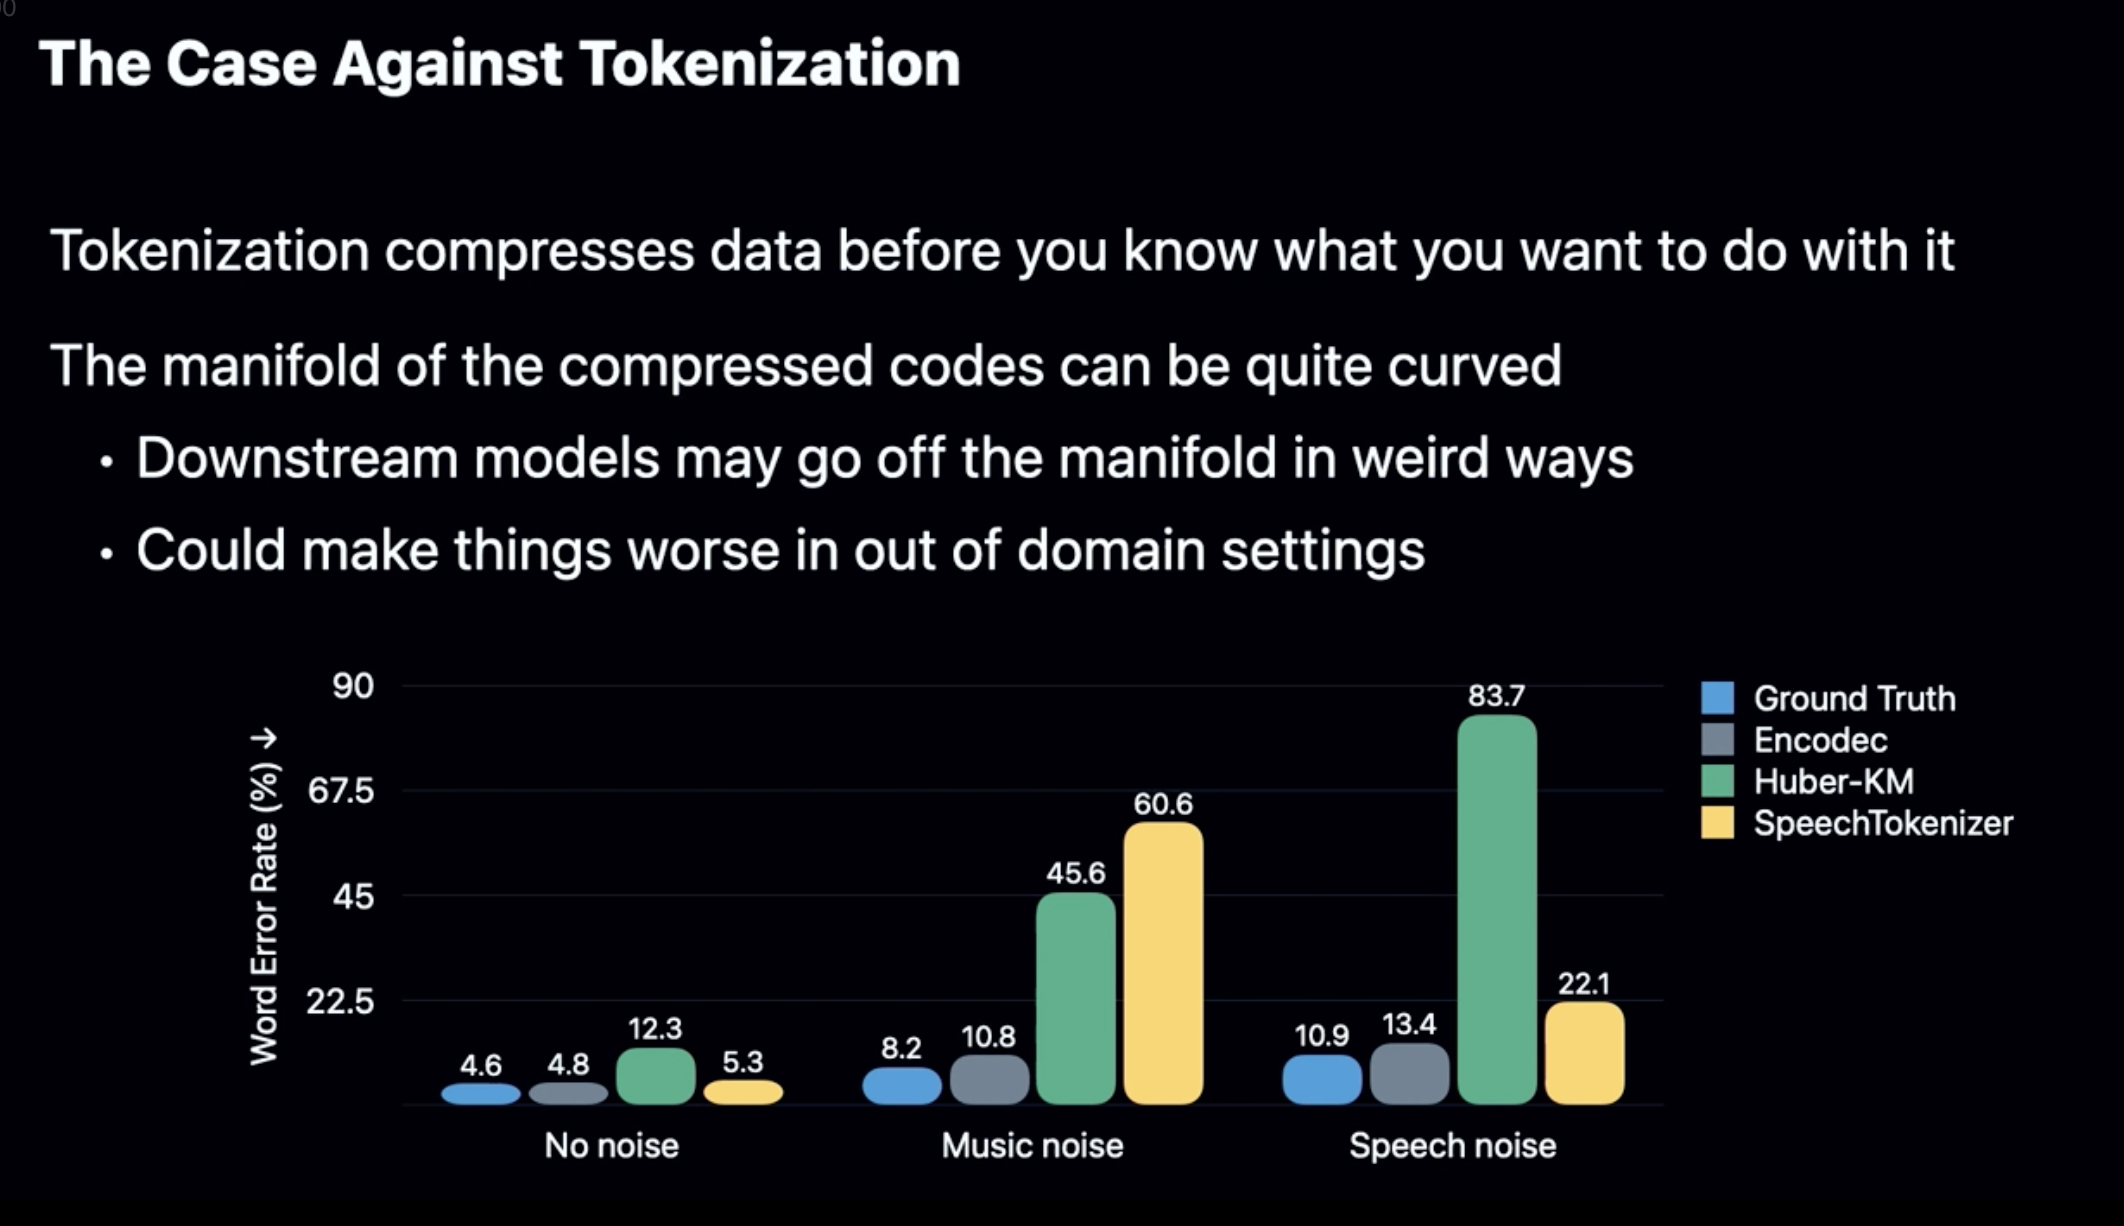 The Case Against Tokenization
Tokenization compresses data before you know what you want to do with it
The manifold of the compressed codes can be quite curved
• Downstream models may go off the manifold in weird ways
• Could make things worse in out of domain settings
Word Error Rate (%) ↓
90
67.5
45
22.5
4.6
4.8
12.3
5.3
8.2
10.8
45.6
60.6
10.9
13.4
83.7
22.1
No noise
Music noise
Speech noise
Ground Truth
Encodec
Huber-KM
SpeechTokenizer